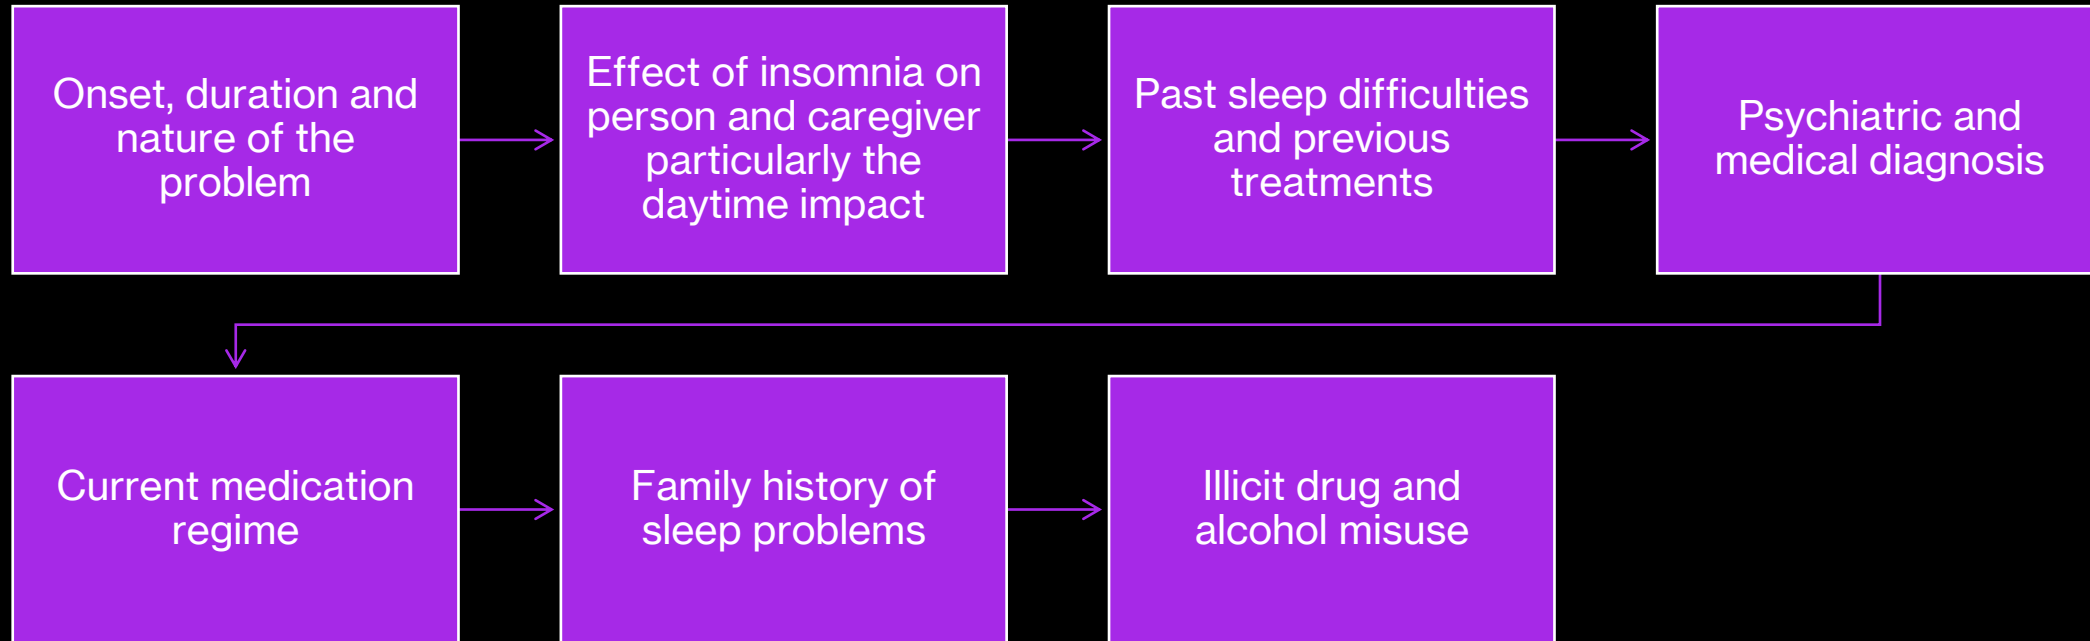 Onset, duration and
nature of the
problem
Effect of insomnia on
person and caregiver
particularly the
daytime impact
Past sleep difficulties
and previous
treatments
Psychiatric and
medical diagnosis
Current medication
regime
Family history of
sleep problems
Illicit drug and
alcohol misuse